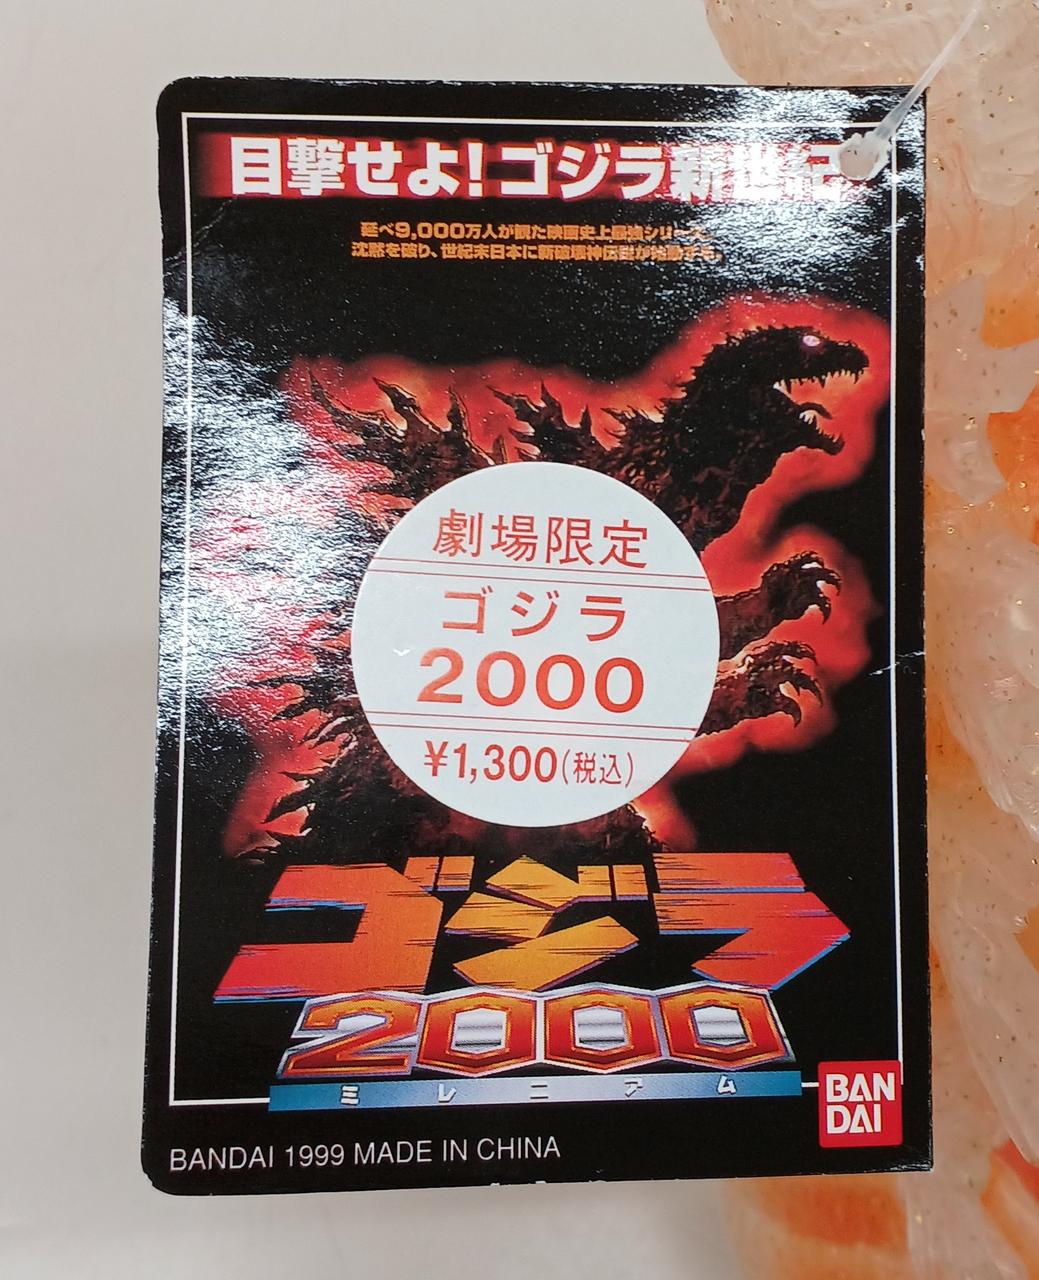 目撃せよ!ゴジラ新世紀
延べ9,000万人が観た映画史上最強シリーズ
沈黙を破り、世紀末日本に新破壊神伝説が始動する。
劇場限定
ゴジラ
2000
¥1,300(税込)
ゴジラ
2000
ミレニアム
BAN
DAI
BANDAI 1999 MADE IN CHINA